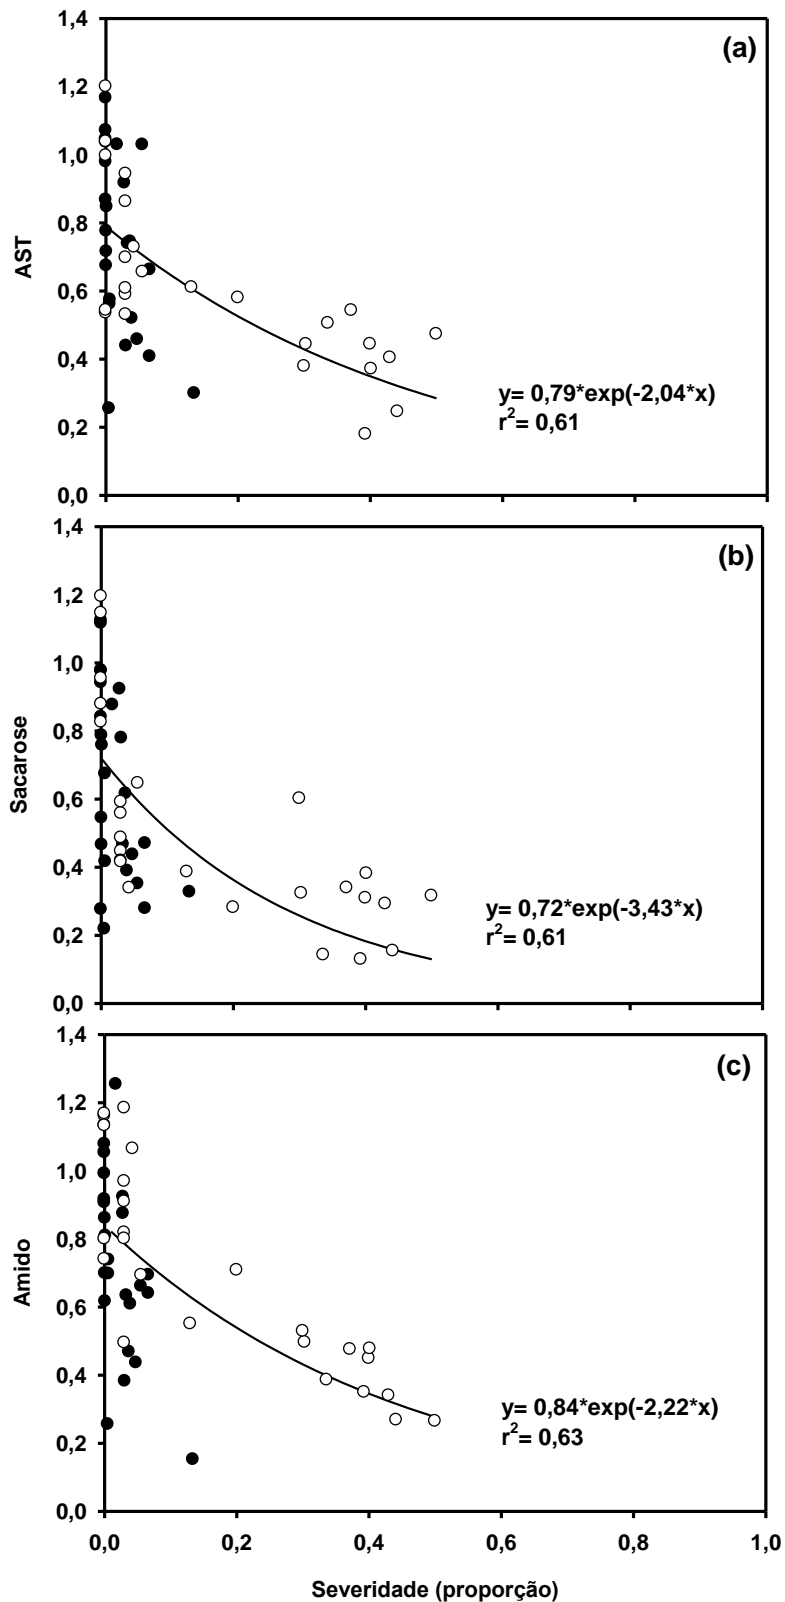 (a)
1,4
1,2
1,0
0,8
0,6
0,4
0,2
0,0
AST
y= 0,79*exp(-2,04*x)
r²= 0,61
(b)
1,4
1,2
1,0
0,8
0,6
0,4
0,2
0,0
Sacarose
y= 0,72*exp(-3,43*x)
r²= 0,61
(c)
1,4
1,2
1,0
0,8
0,6
0,4
0,2
0,0
Amido
y= 0,84*exp(-2,22*x)
r²= 0,63
0,0 0,2 0,4 0,6 0,8 1,0
Severidade (proporção)